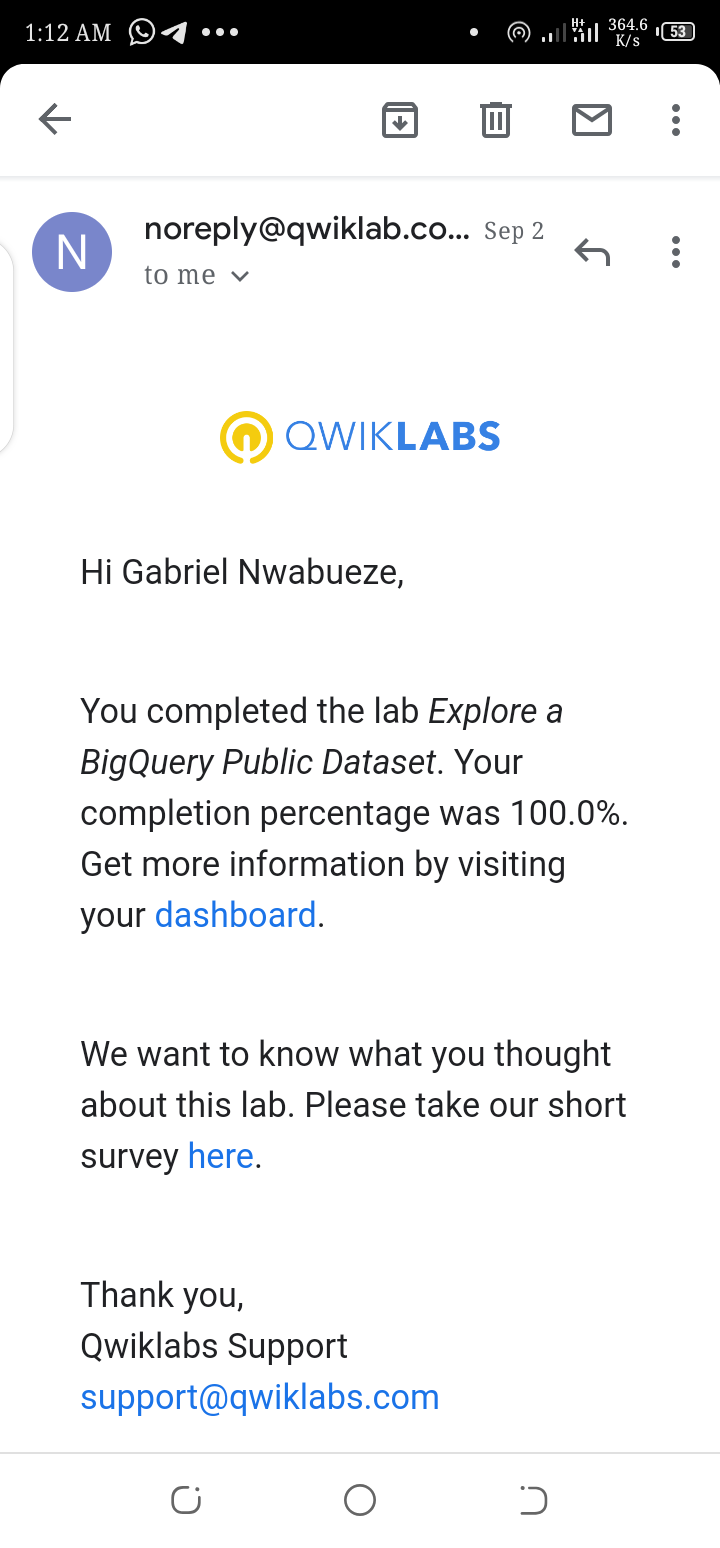 1:12 AM
H+
364.6
K/s
53
N
noreply@qwiklab.co... Sep 2
to me
QWIKLABS
Hi Gabriel Nwabueze,
You completed the lab Explore a
BigQuery Public Dataset. Your
completion percentage was 100.0%.
Get more information by visiting
your dashboard.
We want to know what you thought
about this lab. Please take our short
survey here.
Thank you,
Qwiklabs Support
support@qwiklabs.com